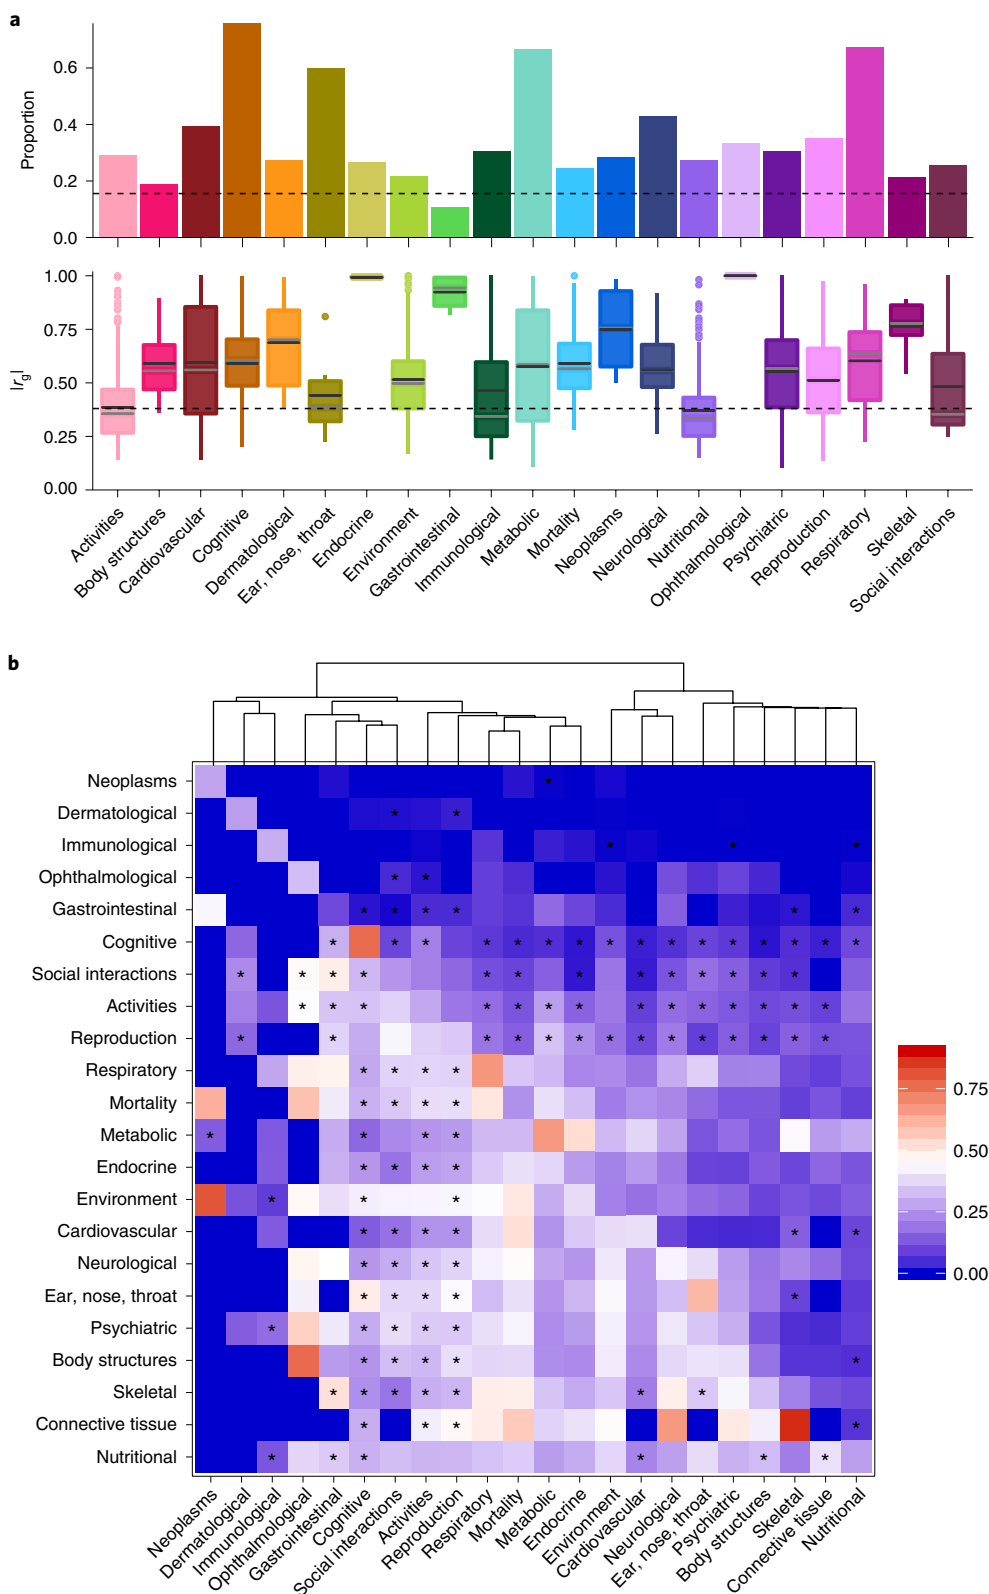 a
Proportion
0.6
0.4
0.2
0.0
|rg|
1.00
0.75
0.50
0.25
0.00
Activities
Body structures
Cardiovascular
Cognitive
Dermatological
Ear, nose, throat
Endocrine
Environment
Gastrointestinal
Immunological
Metabolic
Mortality
Neoplasms
Neurological
Nutritional
Ophthalmological
Psychiatric
Reproduction
Respiratory
Skeletal
Social interactions
b
Neoplasms
Dermatological
Immunological
Ophthalmological
Gastrointestinal
Cognitive
Social interactions
Activities
Reproduction
Respiratory
Mortality
Metabolic
Endocrine
Environment
Cardiovascular
Neurological
Ear, nose, throat
Psychiatric
Body structures
Skeletal
Connective tissue
Nutritional
0.75
0.50
0.25
0.00
Neoplasms
Dermatological
Immunological
Ophthalmological
Gastrointestinal
Cognitive
Social interactions
Activities
Reproduction
Respiratory
Mortality
Metabolic
Endocrine
Environment
Cardiovascular
Neurological
Ear, nose, throat
Psychiatric
Body structures
Skeletal
Connective tissue
Nutritional